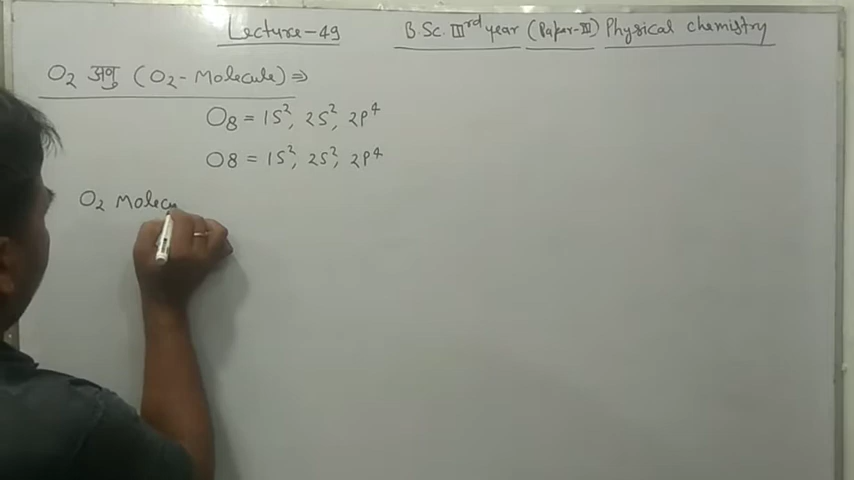 Lecture-49 B.Sc. IIIrd year (Paper-III) Physical chemistry
O2 अणु (O2-Molecule) ⇒
O8 = 1S², 2S², 2P⁴
O8 = 1S², 2S², 2P⁴
O2 Molecu